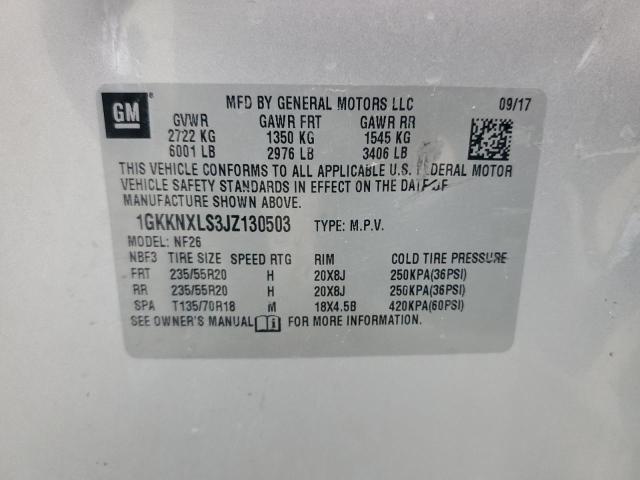 GM
MFD BY GENERAL MOTORS LLC 09/17
GVWR GAWR FRT GAWR RR
2722 KG 1350 KG 1545 KG
6001 LB 2976 LB 3406 LB
THIS VEHICLE CONFORMS TO ALL APPLICABLE U.S. FEDERAL MOTOR
VEHICLE SAFETY STANDARDS IN EFFECT ON THE DATE OF
MANUFACTURE SHOWN ABOVE.
1GKKNXLS3JZ130503 TYPE: M.P.V.
MODEL: NF26
NBF3 TIRE SIZE SPEED RTG RIM COLD TIRE PRESSURE
FRT 235/55R20 H 20X8J 250KPA(36PSI)
RR 235/55R20 H 20X8J 250KPA(36PSI)
SPA T135/70R18 M 18X4.5B 420KPA(60PSI)
SEE OWNER'S MANUAL FOR MORE INFORMATION.